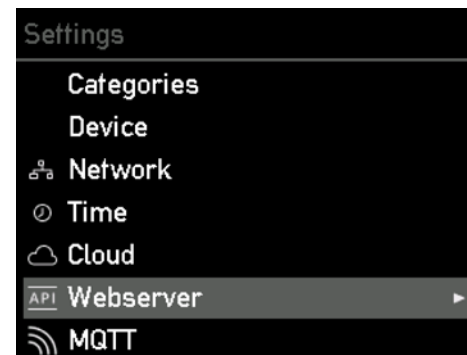 Settings
Categories
Device
Network
Time
Cloud
API Webserver
MQTT